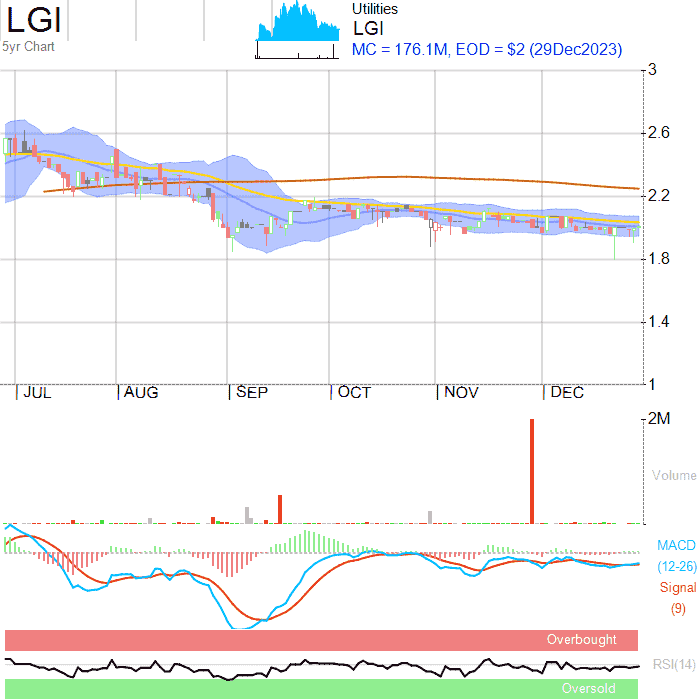 LGI
5yr Chart
Utilities
LGI
MC = 176.1M, EOD = $2 (29Dec2023)
3
2.6
2.2
1.8
1.4
1
JUL AUG SEP OCT NOV DEC
2M
Volume
MACD
(12-26)
Signal
(9)
Overbought
RSI(14)
Oversold